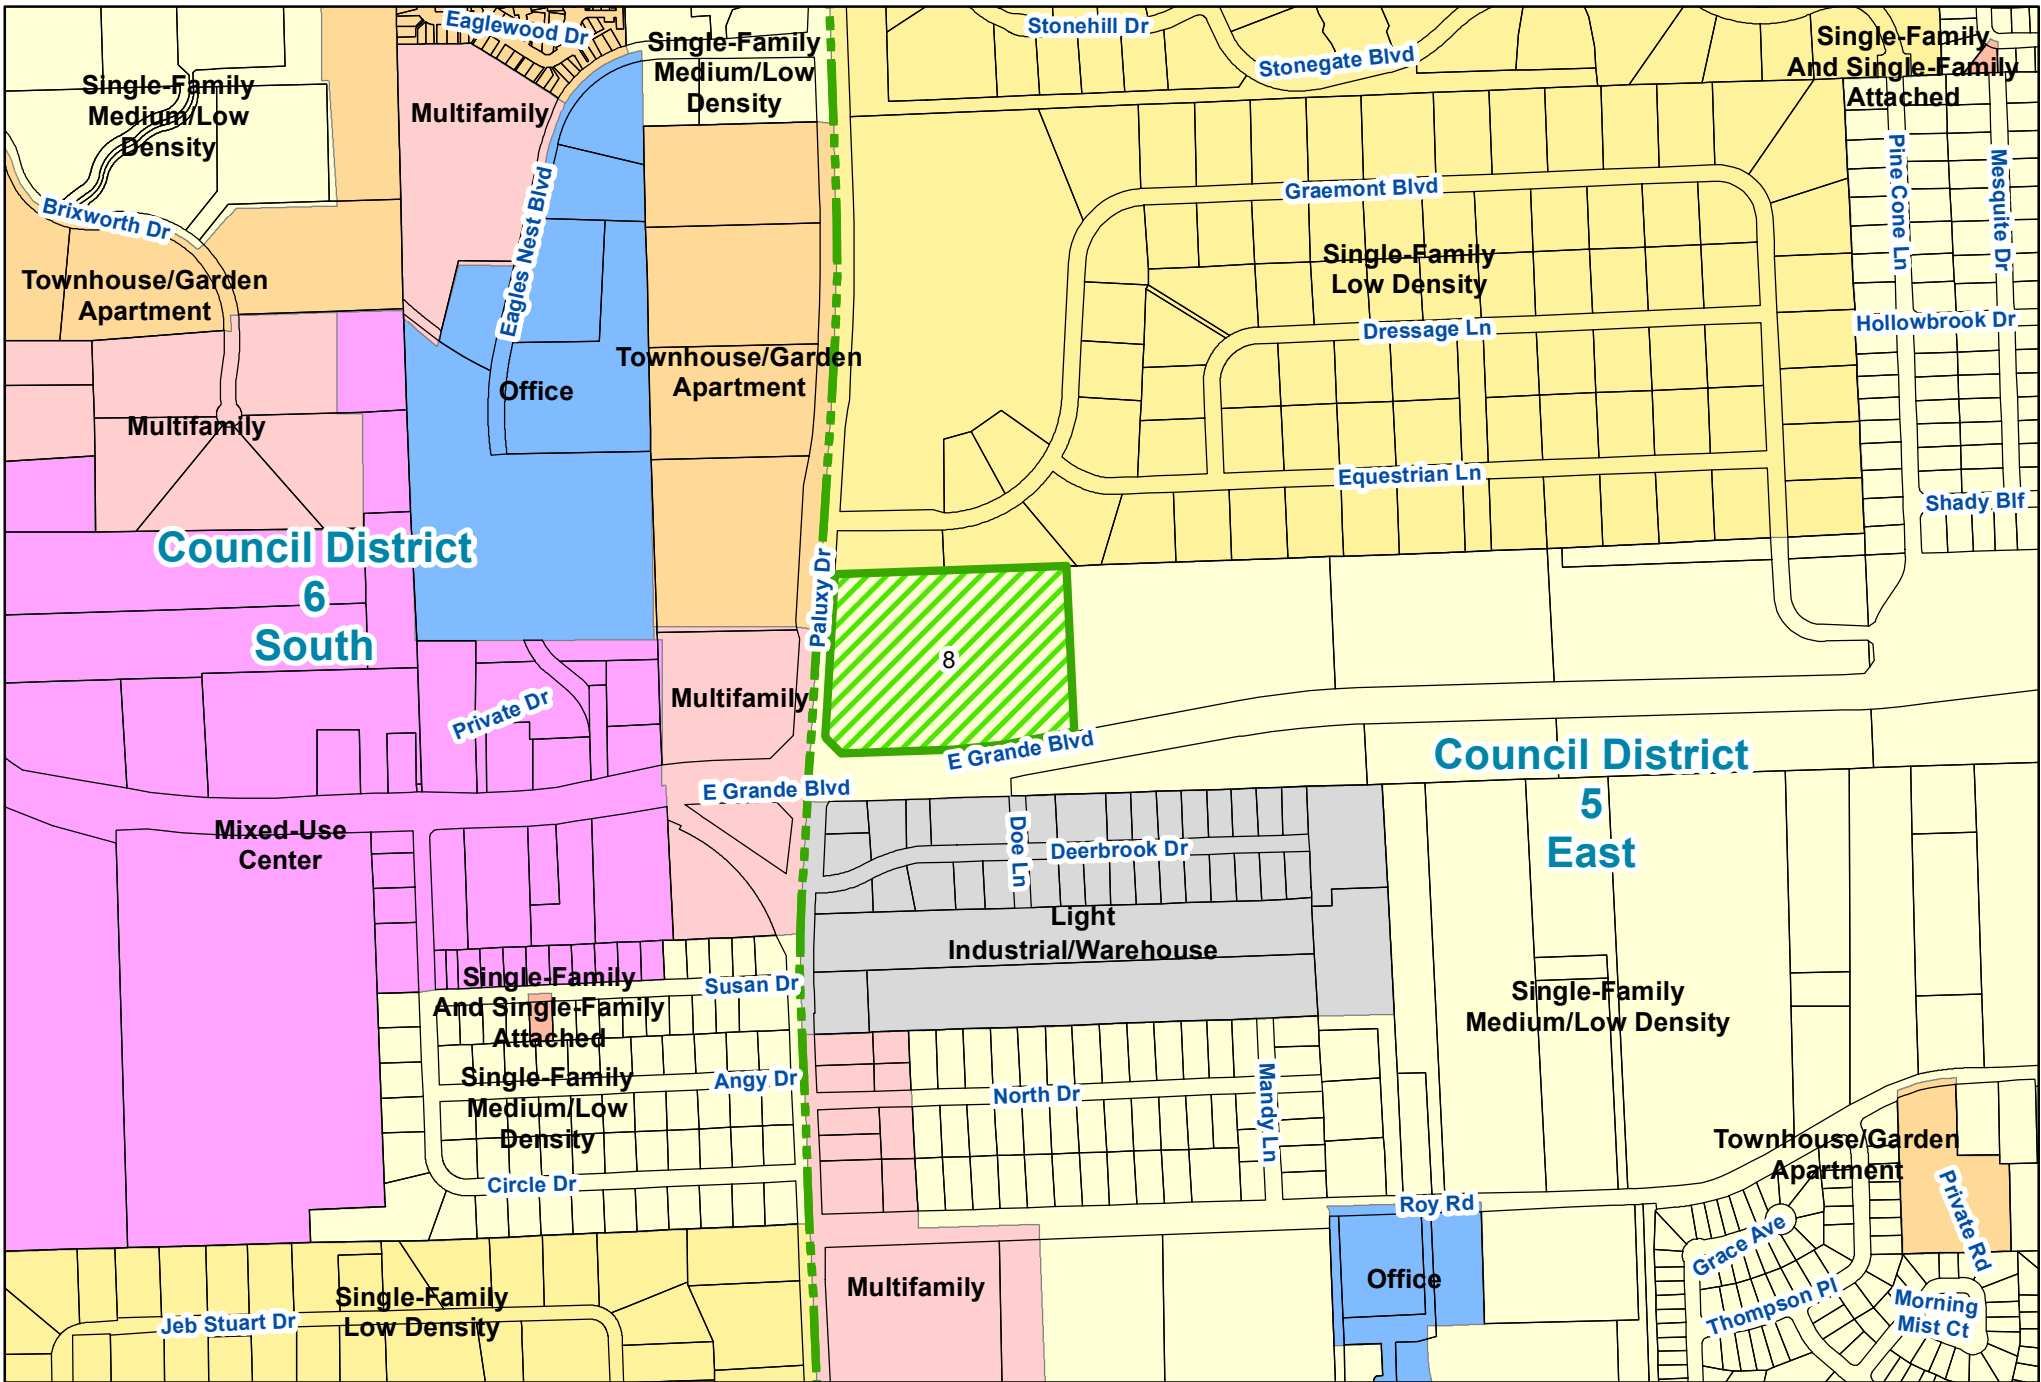 Eaglewood Dr
Stonehill Dr
Stonegate Blvd
Single-Family
Medium/Low
Density
Single-Family
And Single-Family
Attached
Single-Family
Medium/Low
Density
Multifamily
Pine Cone Ln
Mesquite Dr
Brixworth Dr
Eagles Nest Blvd
Graemont Blvd
Single-Family
Low Density
Townhouse/Garden
Apartment
Dressage Ln
Hollowbrook Dr
Townhouse/Garden
Apartment
Office
Multifamily
Equestrian Ln
Shady Blf
Council District
6
South
Paluxy Dr
8
Private Dr
Multifamily
E Grande Blvd
E Grande Blvd
Council District
5
East
Mixed-Use
Center
Doe Ln
Deerbrook Dr
Light
Industrial/Warehouse
Single-Family
And Single-Family
Attached
Susan Dr
Single-Family
Medium/Low Density
Single-Family
Medium/Low
Density
Angy Dr
North Dr
Mandy Ln
Townhouse/Garden
Apartment
Circle Dr
Roy Rd
Private Rd
Grace Ave
Multifamily
Office
Single-Family
Low Density
Jeb Stuart Dr
Thompson Pl
Morning
Mist Ct